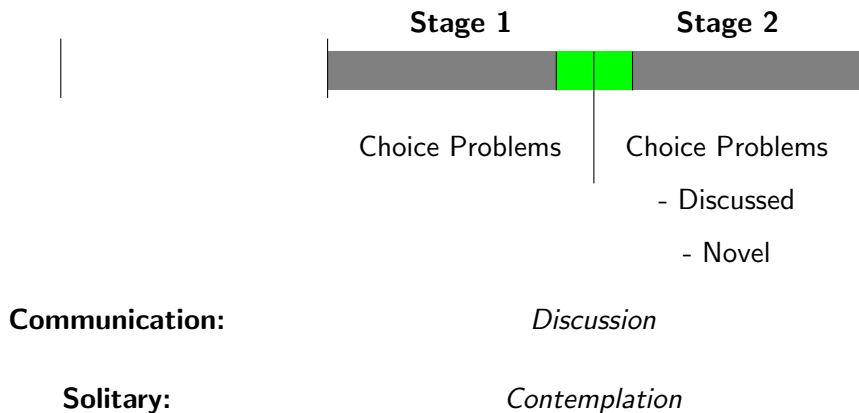 Stage 1 Stage 2
Choice Problems Choice Problems
- Discussed
- Novel
Communication: Discussion
Solitary: Contemplation